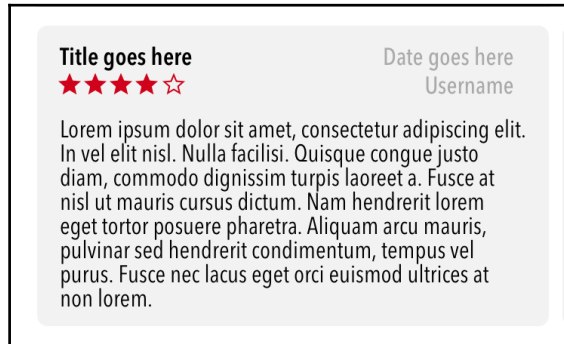 Title goes here
Date goes here
Username
Lorem ipsum dolor sit amet, consectetur adipiscing elit.
In vel elit nisl. Nulla facilisi. Quisque congue justo
diam, commodo dignissim turpis laoreet a. Fusce at
nisl ut mauris cursus dictum. Nam hendrerit lorem
eget tortor posuere pharetra. Aliquam arcu mauris,
pulvinar sed hendrerit condimentum, tempus vel
purus. Fusce nec lacus eget orci euismod ultrices at
non lorem.